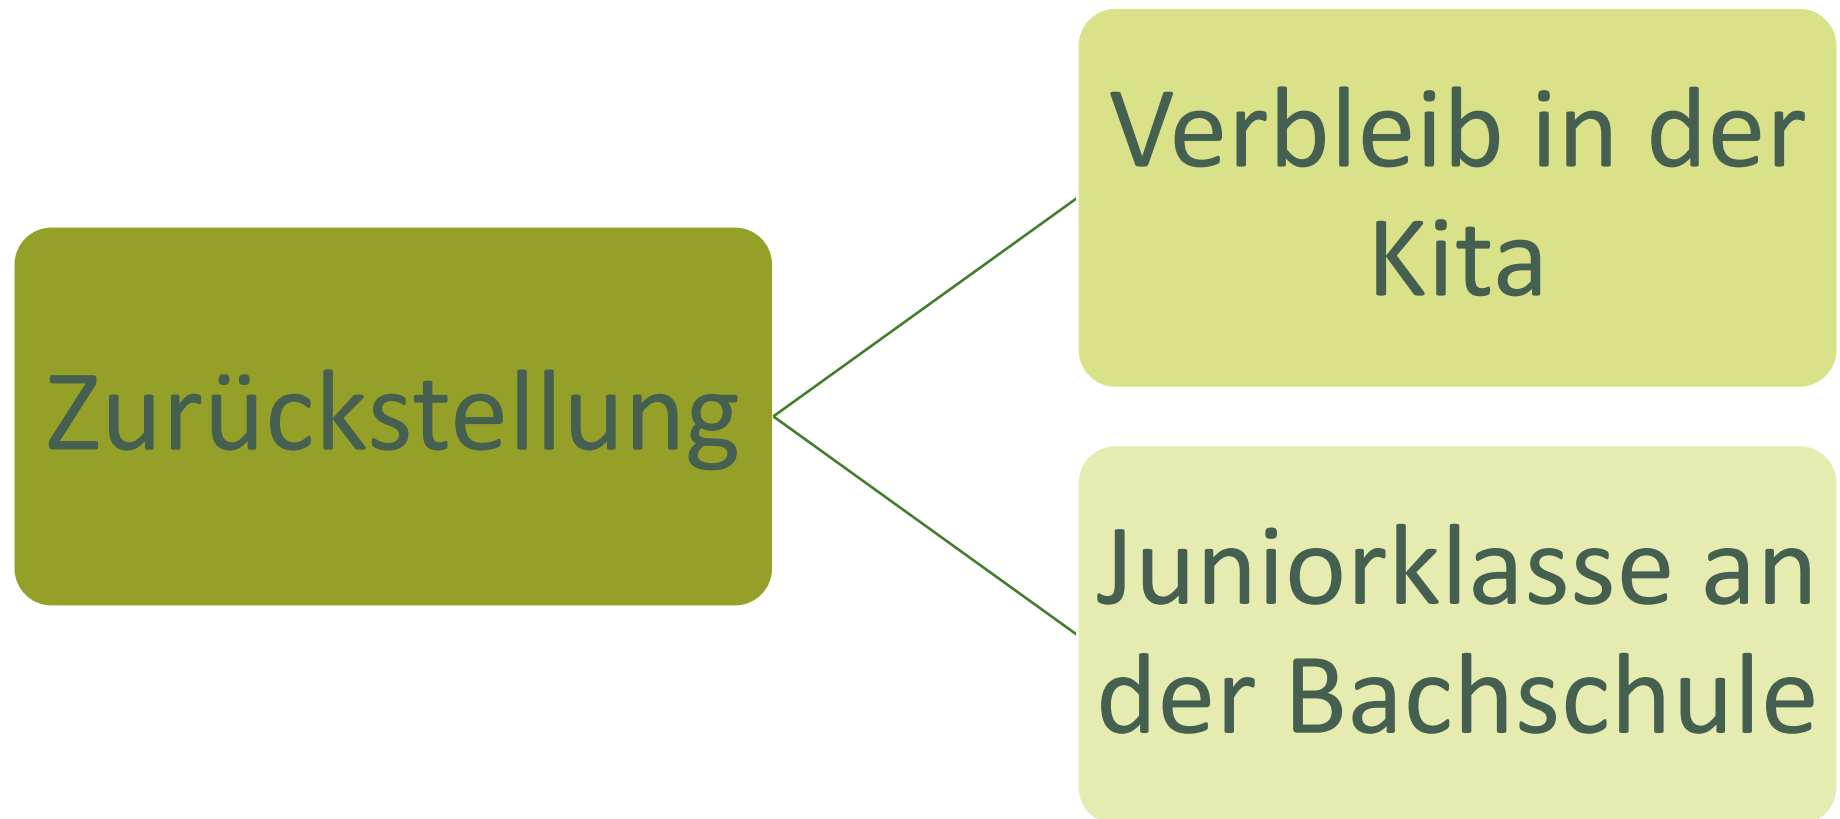 Zurückstellung
Verbleib in der
Kita
Juniorklasse an
der Bachschule